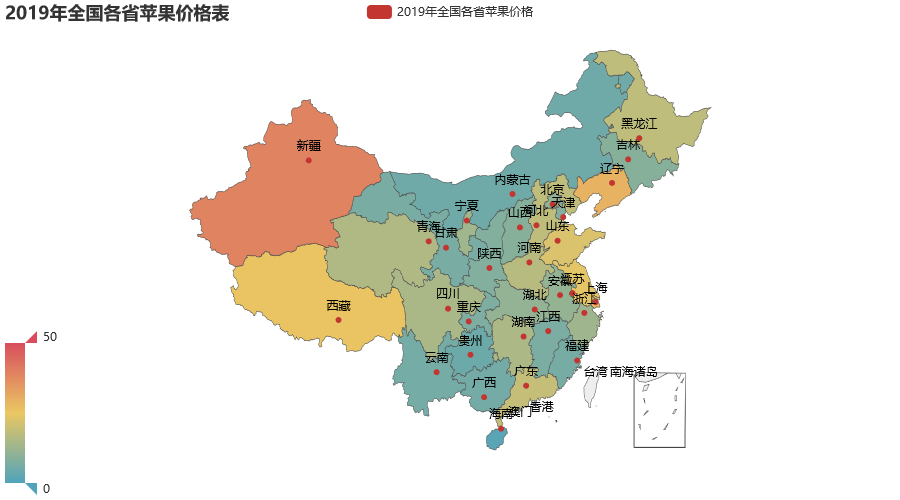 2019年全国各省苹果价格表
2019年全国各省苹果价格
黑龙江
吉林
新疆
辽宁
内蒙古
北京
天津
宁夏
山西
河北
青海
甘肃
山东
河南
陕西
安徽
江苏
上海
四川
湖北
浙江
西藏
重庆
湖南
江西
贵州
福建
云南
广东
台湾
南海诸岛
广西
香港
海南
澳门
50
0